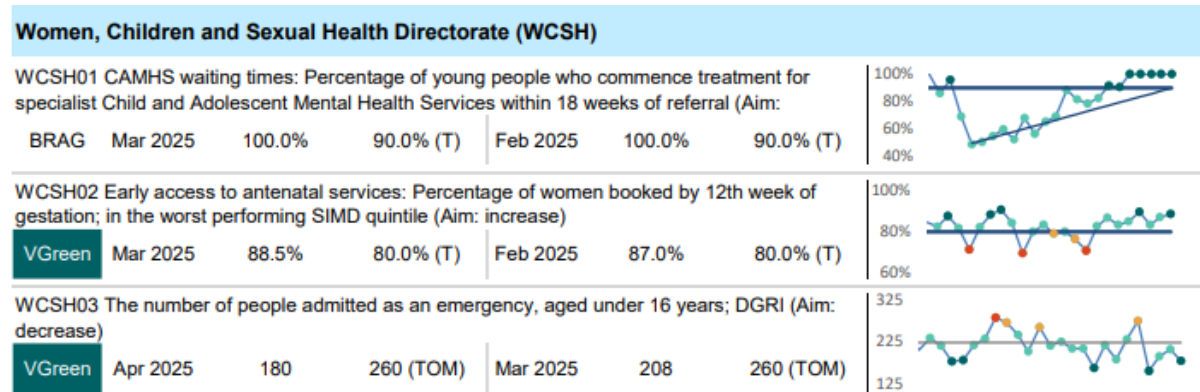 Women, Children and Sexual Health Directorate (WCSH)
WCSH01 CAMHS waiting times: Percentage of young people who commence treatment for
specialist Child and Adolescent Mental Health Services within 18 weeks of referral (Aim:
BRAG Mar 2025 100.0% 90.0% (T) Feb 2025 100.0% 90.0% (T)
100%
80%
60%
40%
WCSH02 Early access to antenatal services: Percentage of women booked by 12th week of
gestation; in the worst performing SIMD quintile (Aim: increase)
VGreen Mar 2025 88.5% 80.0% (T) Feb 2025 87.0% 80.0% (T)
100%
80%
60%
WCSH03 The number of people admitted as an emergency, aged under 16 years; DGRI (Aim:
decrease)
VGreen Apr 2025 180 260 (TOM) Mar 2025 208 260 (TOM)
325
225
125